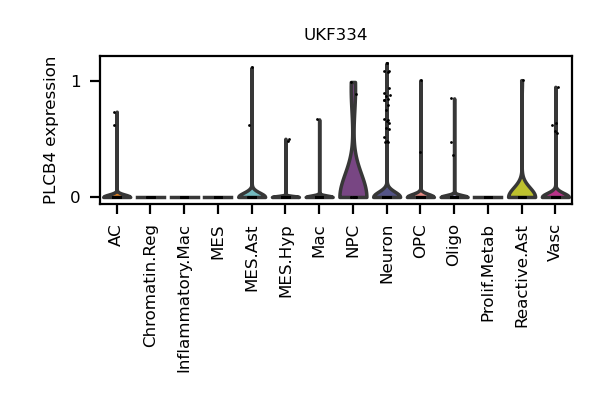 UKF334
PLCB4 expression
1
0
AC
Chromatin.Reg
Inflammatory.Mac
MES
MES.Ast
MES.Hyp
Mac
NPC
Neuron
OPC
Oligo
Prolif.Metab
Reactive.Ast
Vasc